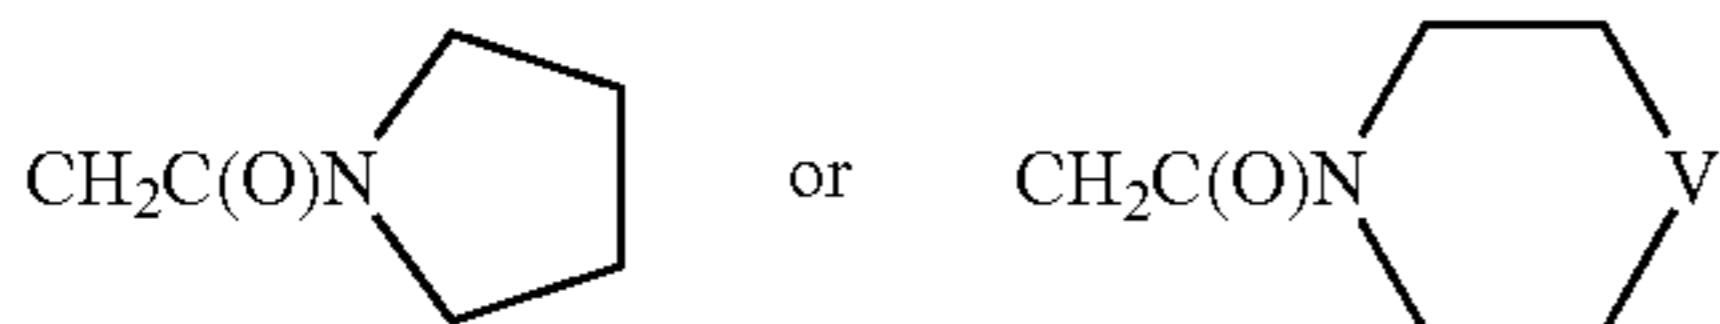 CH₂C(O)N or CH₂C(O)N V